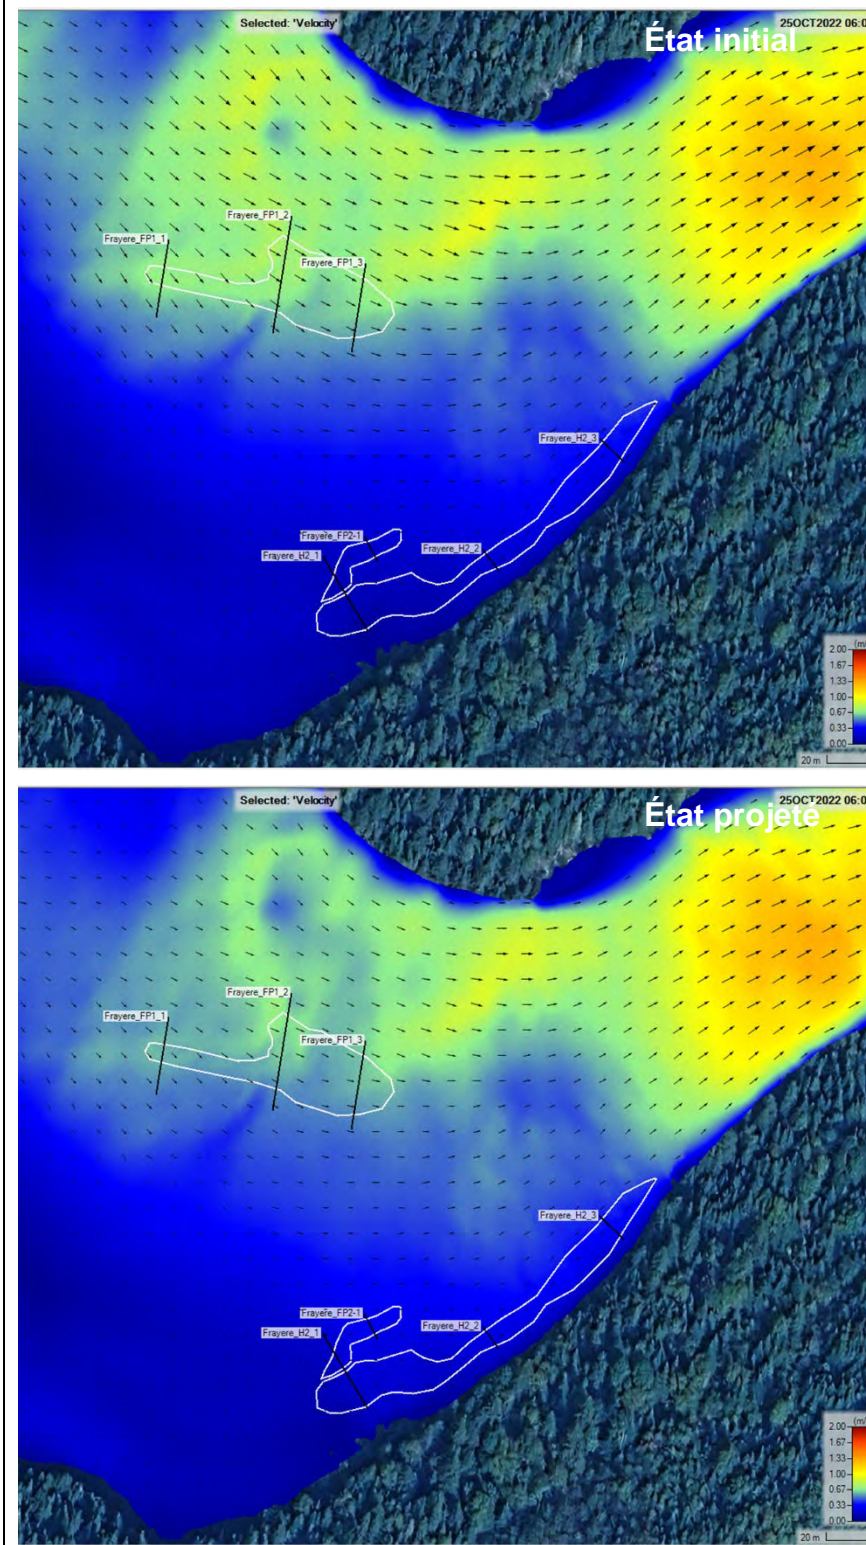 Selected: 'Velocity'
25OCT2022 06:0
État initial
Frayere_FP1_2
Frayere_FP1_1
Frayere_FP1_3
Frayere_H2_3
Frayere_FP2-1
Frayere_H2_1
Frayere_H2_2
(m/
2.00
1.67
1.33
1.00
0.67
0.33
0.00
20 m
Selected: 'Velocity'
25OCT2022 06:0
État projeté
Frayere_FP1_2
Frayere_FP1_1
Frayere_FP1_3
Frayere_H2_3
Frayere_FP2-1
Frayere_H2_1
Frayere_H2_2
(m/
2.00
1.67
1.33
1.00
0.67
0.33
0.00
20 m